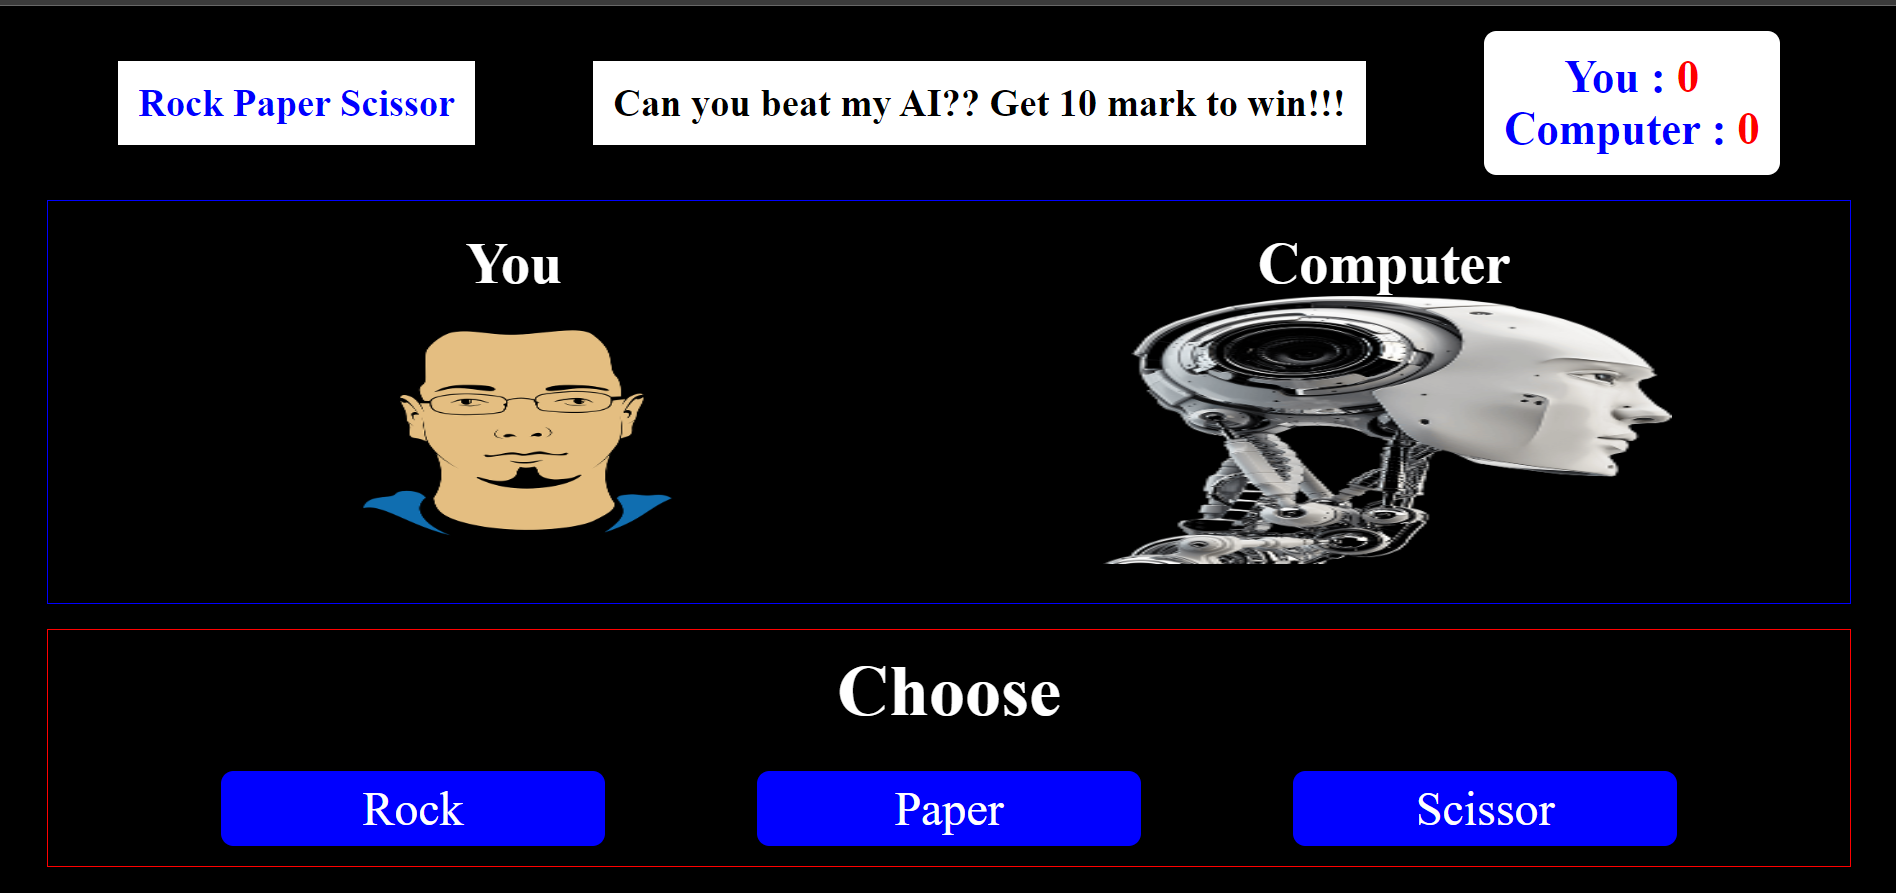 Rock Paper Scissor
Can you beat my AI?? Get 10 mark to win!!!
You : 0
Computer : 0
You
Computer
Choose
Rock
Paper
Scissor